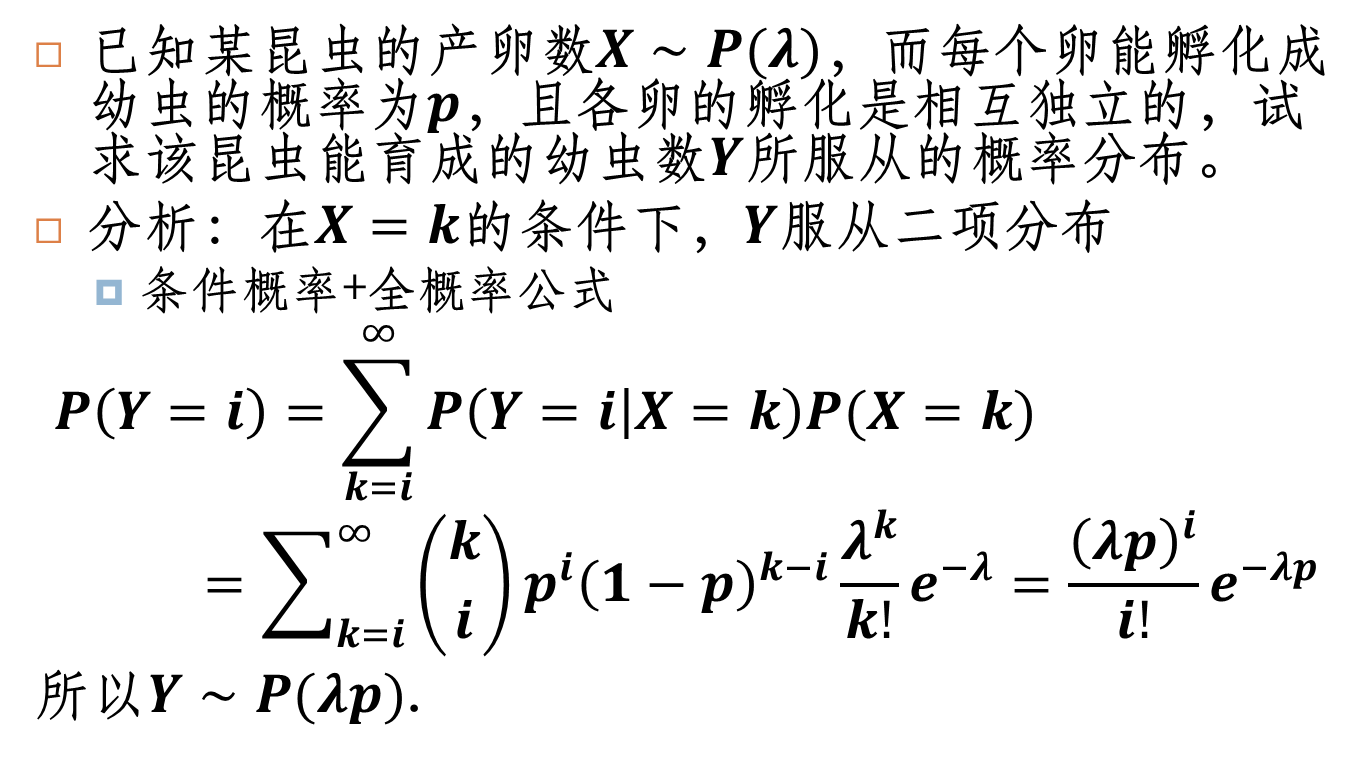 已知某昆虫的产卵数X ~ P(λ)，而每个卵能孵化成
幼虫的概率为p，且各卵的孵化是相互独立的，试
求该昆虫能育成的幼虫数Y所服从的概率分布。
分析：在X = k的条件下，Y服从二项分布
条件概率+全概率公式
P(Y = i) = ∑_{k=i}^{∞} P(Y = i|X = k)P(X = k)
= ∑_{k=i}^{∞} \binom{k}{i} p^i(1 − p)^{k−i} \frac{λ^k}{k!} e^{−λ} = \frac{(λp)^i}{i!} e^{−λp}
所以Y ~ P(λp).